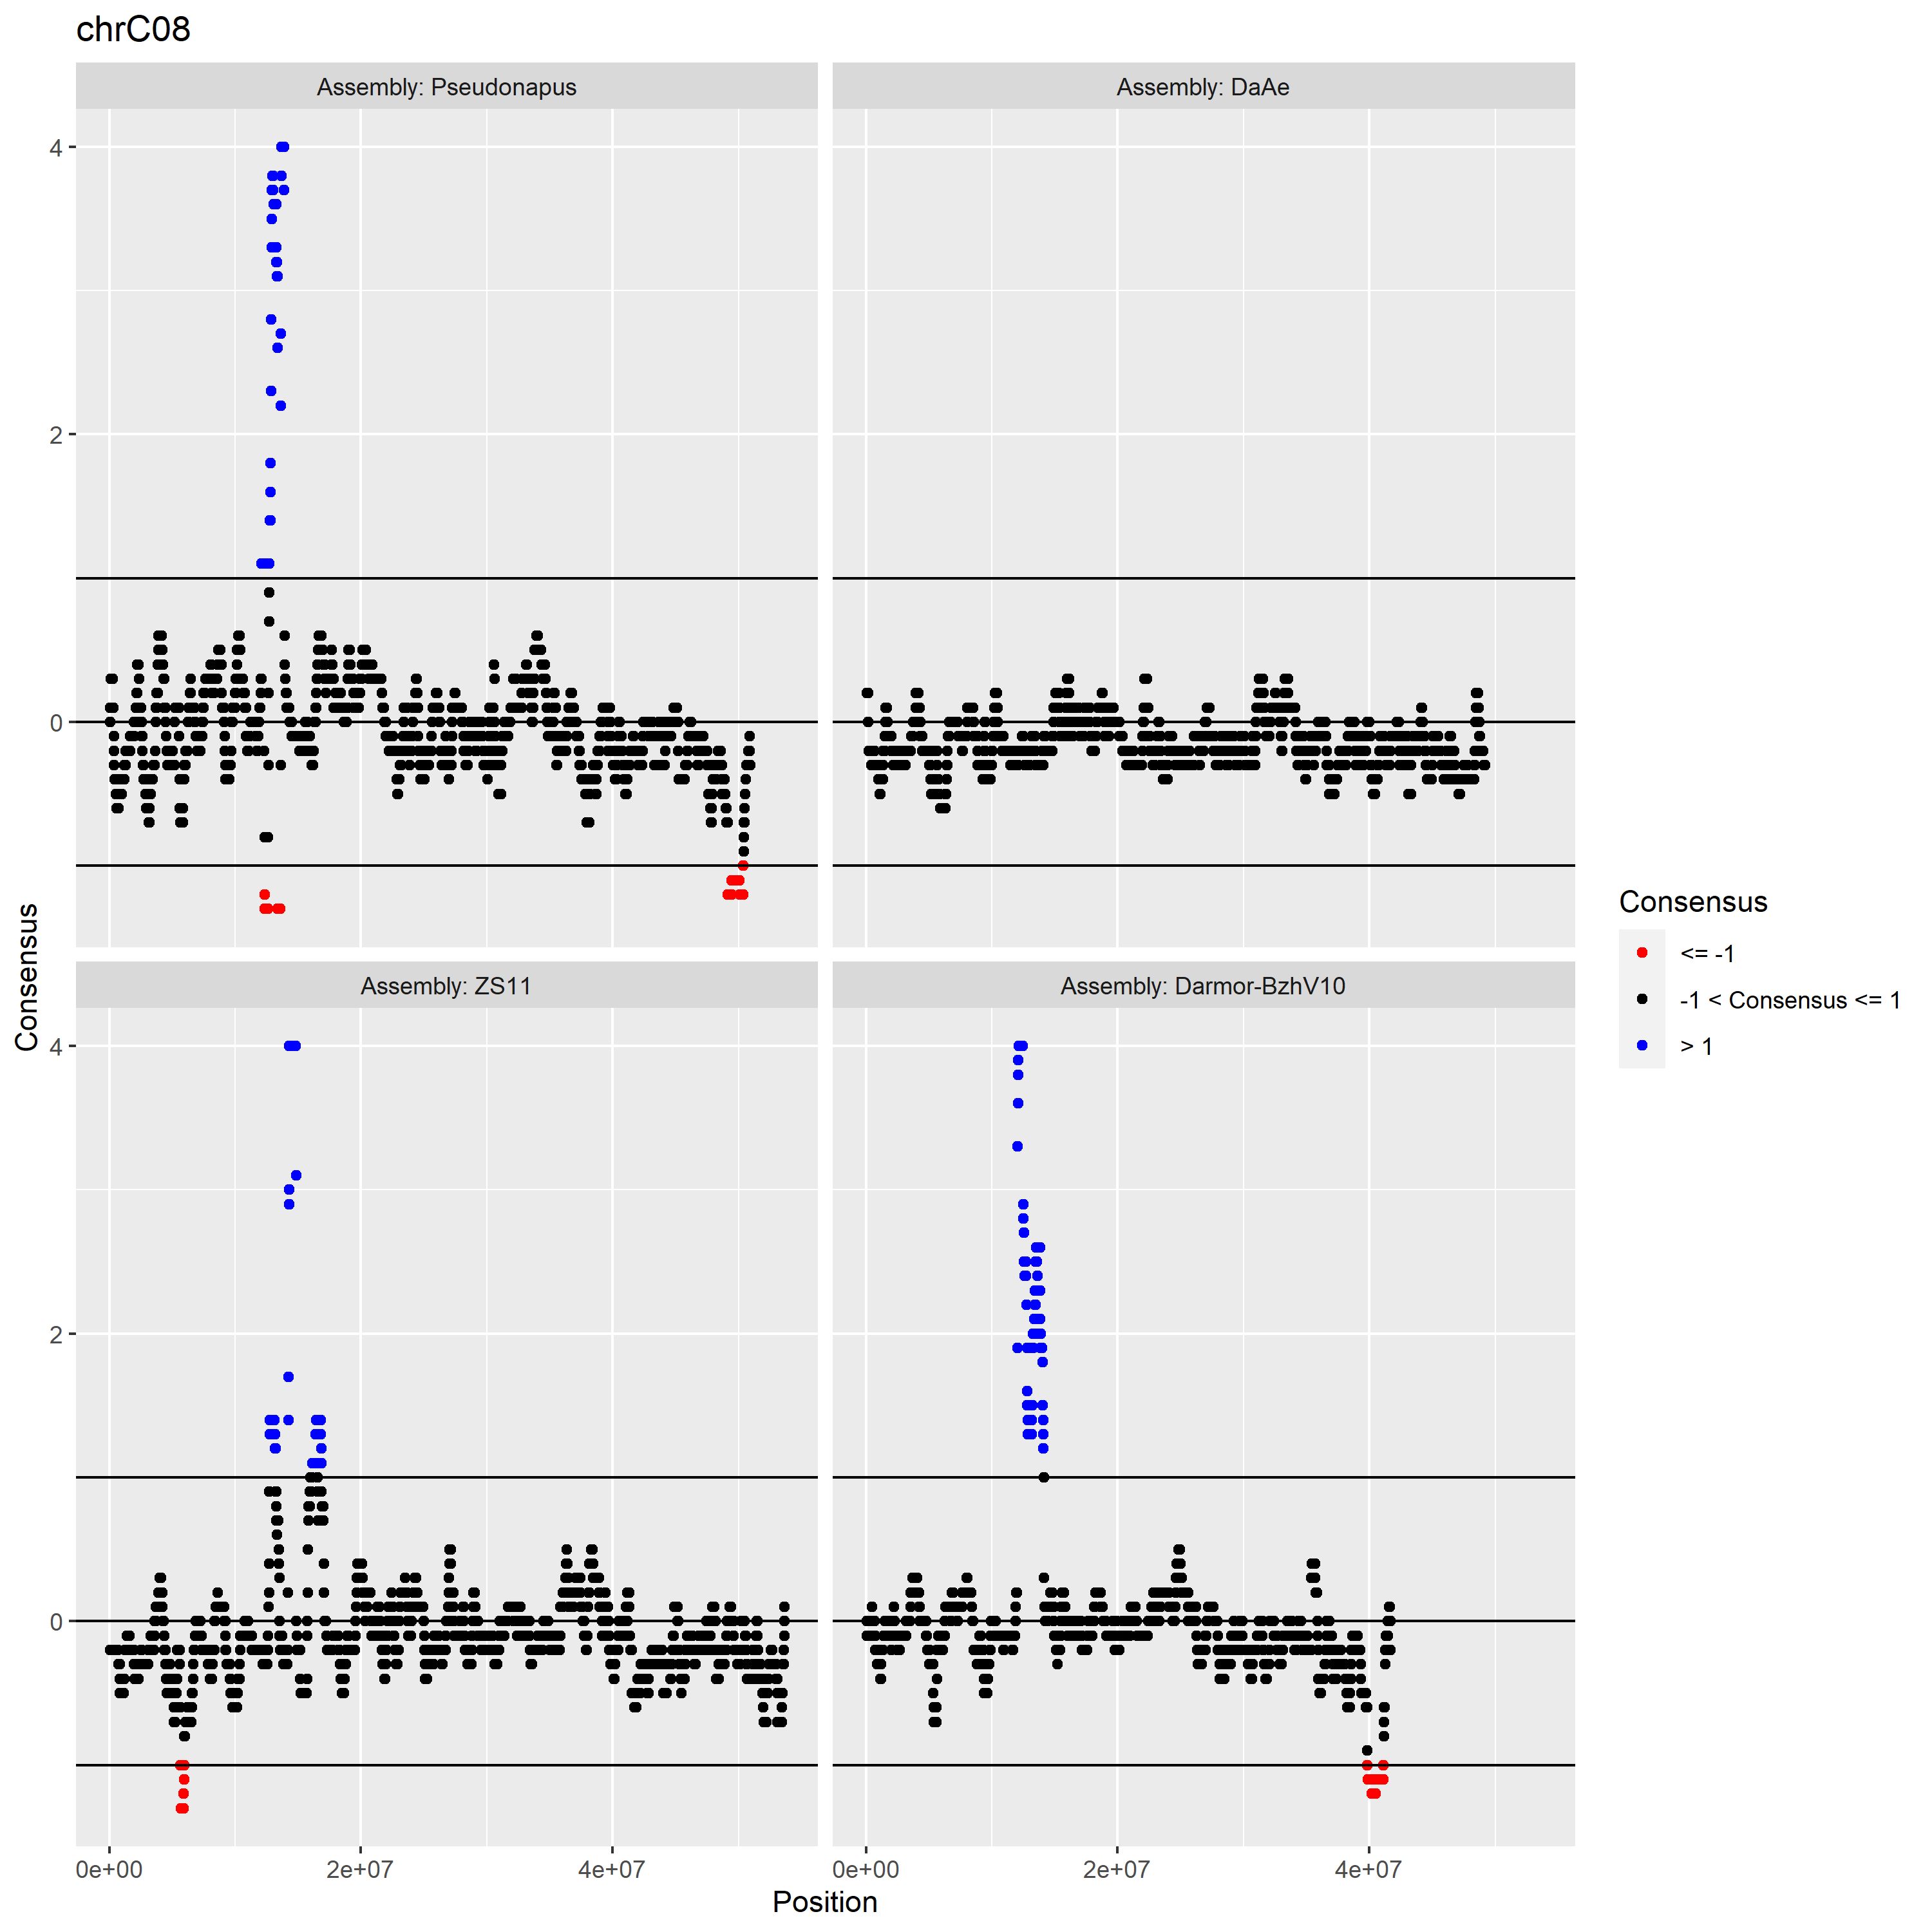 chrC08
Assembly: Pseudonapus
Assembly: DaAe
4
2
0
Assembly: ZS11
Assembly: Darmor-BzhV10
4
2
0
0e+00
2e+07
4e+07
0e+00
2e+07
4e+07
Position
Consensus
Consensus
<= -1
-1 < Consensus <= 1
> 1